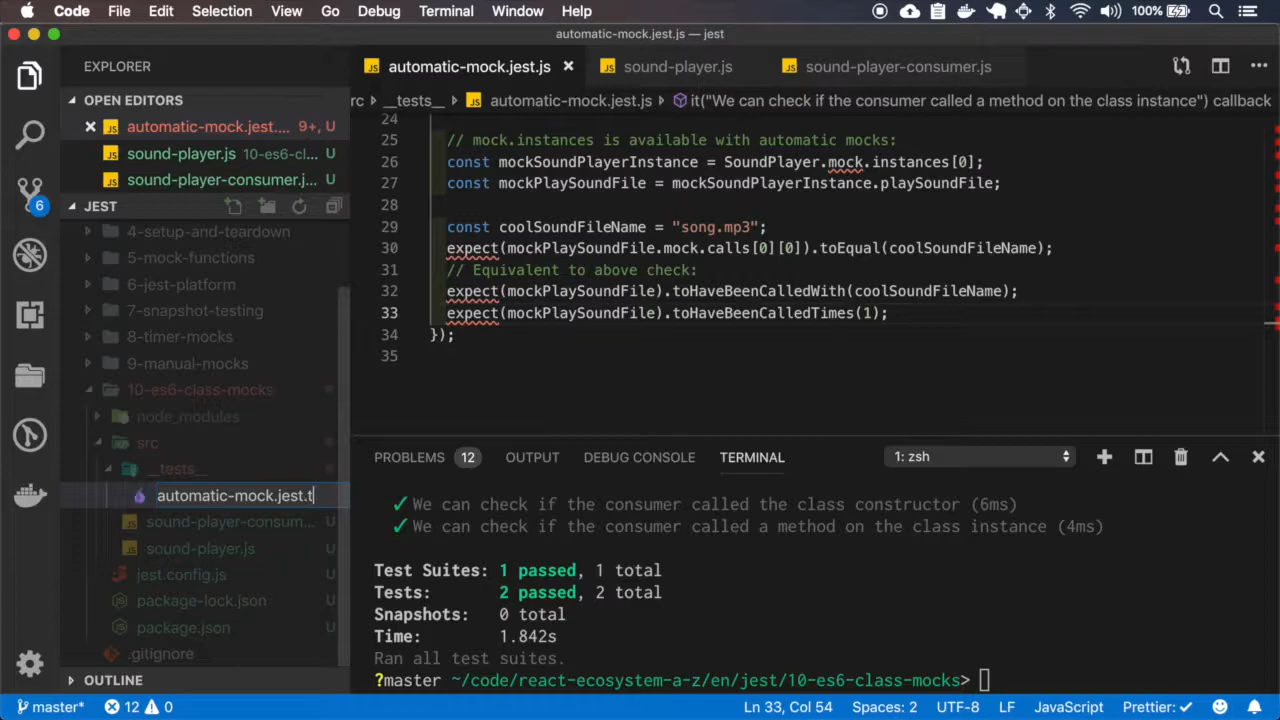 Code File Edit Selection View Go Debug Terminal Window Help 100%
automatic-mock.jest.js — jest
EXPLORER
OPEN EDITORS
automatic-mock.jest.... 9+, U
sound-player.js 10-es6-cl... U
sound-player-consumer.j... U
JEST
4-setup-and-teardown
5-mock-functions
6-jest-platform
7-snapshot-testing
8-timer-mocks
9-manual-mocks
10-es6-class-mocks
node_modules
src
__tests__
automatic-mock.jest.t
sound-player-consum... U
sound-player.js U
jest.config.js U
package-lock.json U
package.json U
.gitignore
OUTLINE
6
automatic-mock.jest.js sound-player.js sound-player-consumer.js
rc __tests__ automatic-mock.jest.js it("We can check if the consumer called a method on the class instance") callback
24
25 // mock.instances is available with automatic mocks:
26 const mockSoundPlayerInstance = SoundPlayer.mock.instances[0];
27 const mockPlaySoundFile = mockSoundPlayerInstance.playSoundFile;
28
29 const coolSoundFileName = "song.mp3";
30 expect(mockPlaySoundFile.mock.calls[0][0]).toEqual(coolSoundFileName);
31 // Equivalent to above check:
32 expect(mockPlaySoundFile).toHaveBeenCalledWith(coolSoundFileName);
33 expect(mockPlaySoundFile).toHaveBeenCalledTimes(1);
34 });
35
PROBLEMS 12 OUTPUT DEBUG CONSOLE TERMINAL 1: zsh
✓ We can check if the consumer called the class constructor (6ms)
✓ We can check if the consumer called a method on the class instance (4ms)
Test Suites: 1 passed, 1 total
Tests: 2 passed, 2 total
Snapshots: 0 total
Time: 1.842s
Ran all test suites.
?master ~/code/react-ecosystem-a-z/en/jest/10-es6-class-mocks>
master* 12 0 Ln 33, Col 54 Spaces: 2 UTF-8 LF JavaScript Prettier: ✓